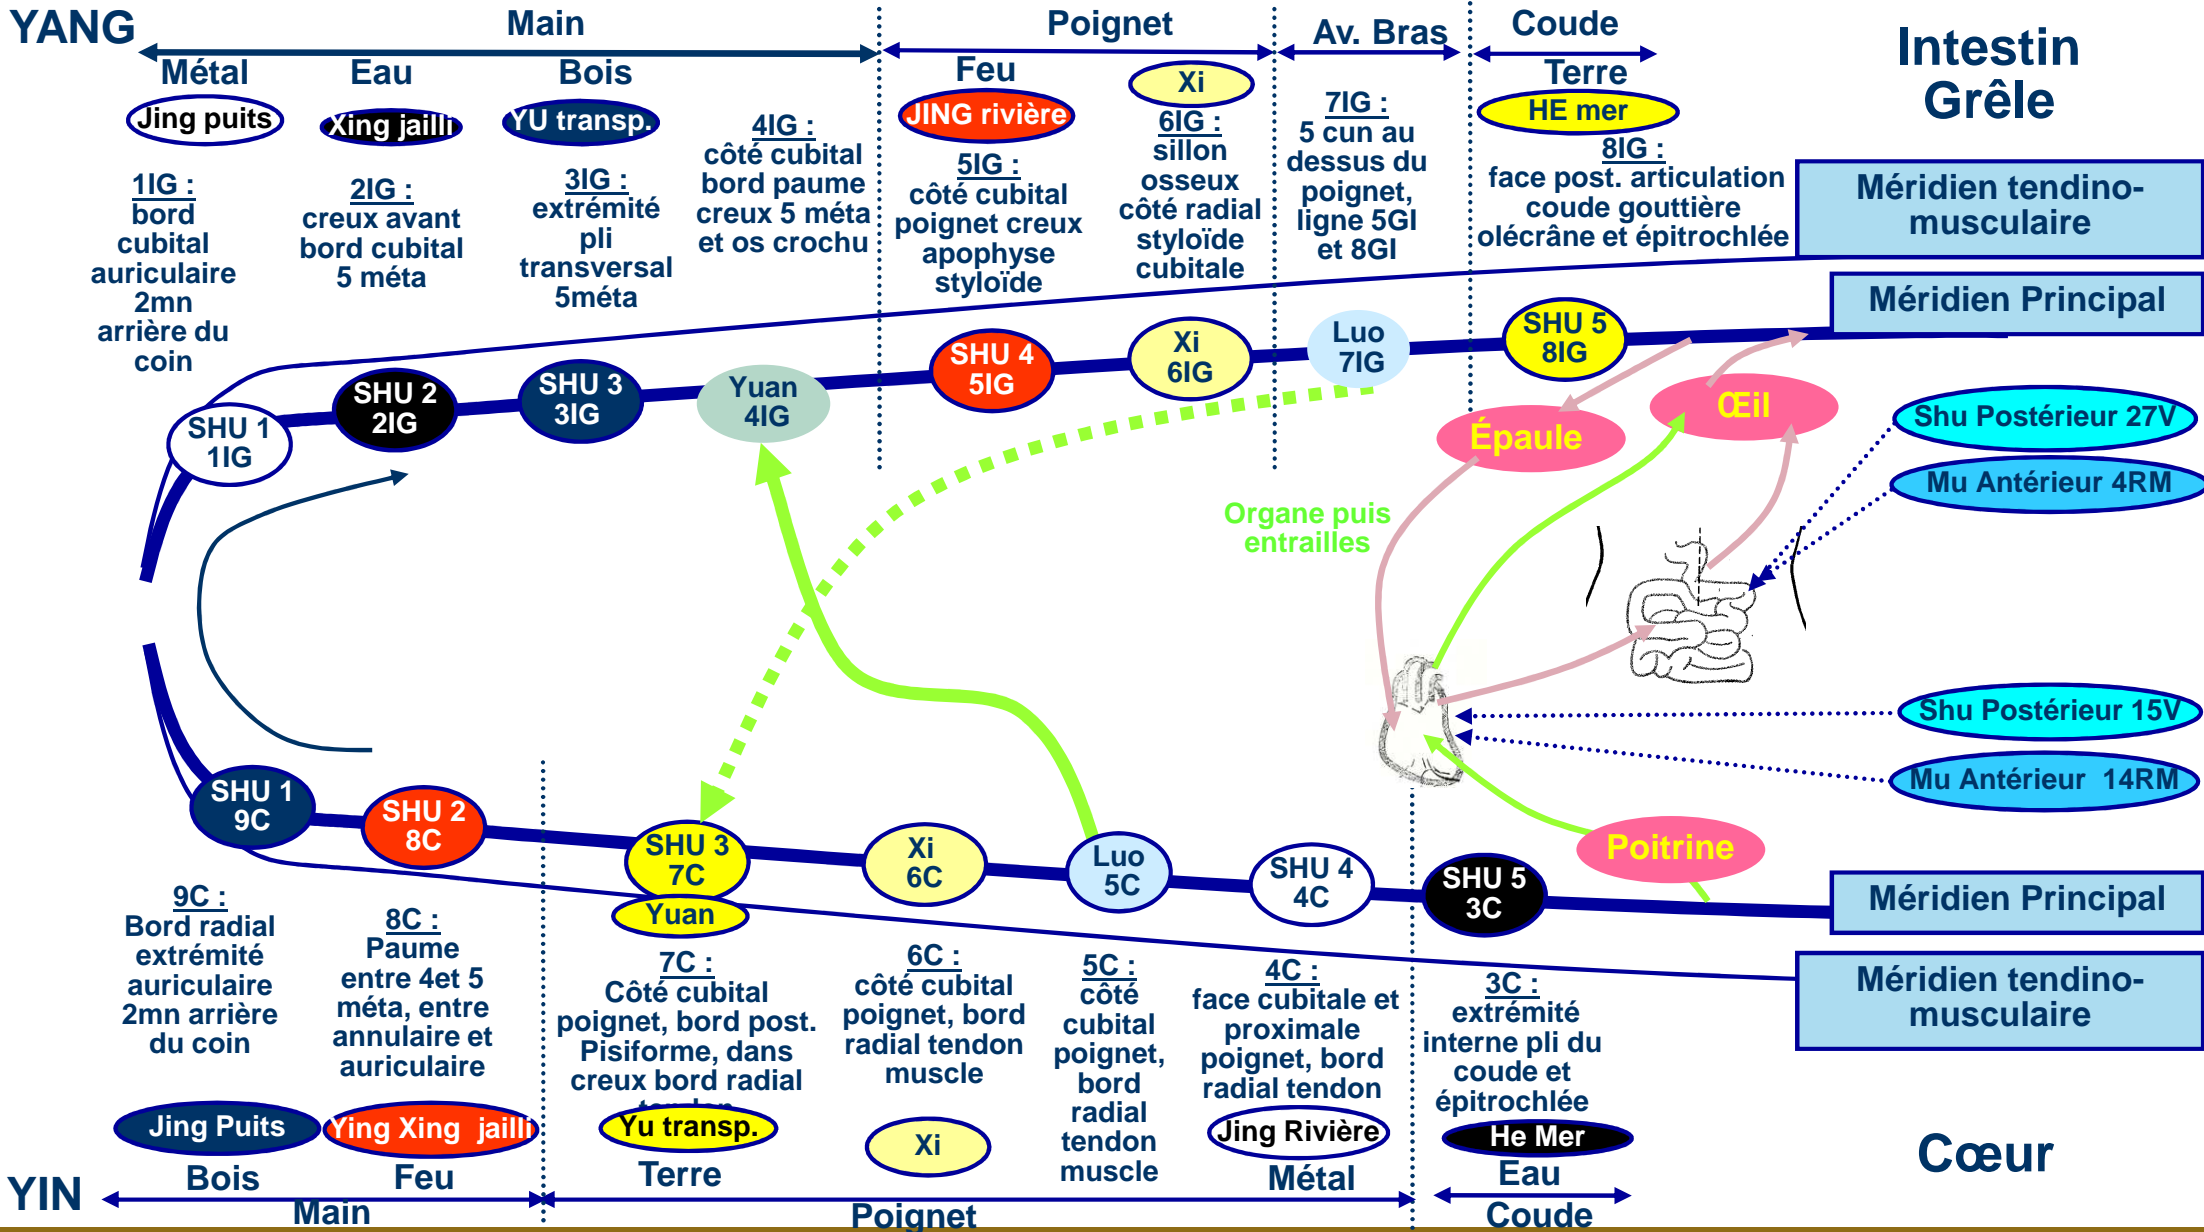 YANG
Main
Poignet
Av. Bras
Coude
Intestin
Grêle
Métal
Eau
Bois
Feu
Terre
Jing puits
Xing jailli
YU transp.
JING rivière
Xi
HE mer
1IG :
bord
cubital
auriculaire
2mn
arrière du
coin
2IG :
creux avant
bord cubital
5 méta
3IG :
extrémité
pli
transversal
5méta
4IG :
côté cubital
bord paume
creux 5 méta
et os crochu
5IG :
côté cubital
poignet creux
apophyse
styloïde
6IG :
sillon
osseux
côté radial
styloïde
cubitale
7IG :
5 cun au
dessus du
poignet,
ligne 5GI
et 8GI
8IG :
face post. articulation
coude gouttière
olécrâne et épitrochlée
Méridien tendino-
musculaire
Méridien Principal
SHU 1
1IG
SHU 2
2IG
SHU 3
3IG
Yuan
4IG
SHU 4
5IG
Xi
6IG
Luo
7IG
SHU 5
8IG
Épaule
Œil
Shu Postérieur 27V
Mu Antérieur 4RM
Organe puis
entrailles
Shu Postérieur 15V
Mu Antérieur 14RM
Poitrine
SHU 1
9C
SHU 2
8C
SHU 3
7C
Yuan
Xi
6C
Luo
5C
SHU 4
4C
SHU 5
3C
Méridien Principal
Méridien tendino-
musculaire
9C :
Bord radial
extrémité
auriculaire
2mn arrière
du coin
8C :
Paume
entre 4et 5
méta, entre
annulaire et
auriculaire
7C :
Côté cubital
poignet, bord post.
Pisiforme, dans
creux bord radial
6C :
côté cubital
poignet, bord
radial tendon
muscle
5C :
côté
cubital
poignet,
bord
radial
tendon
muscle
4C :
face cubitale et
proximale
poignet, bord
radial tendon
3C :
extrémité
interne pli du
coude et
épitrochlée
Jing Puits
Ying Xing jailli
Yu transp.
Xi
Jing Rivière
He Mer
Cœur
Bois
Feu
Terre
Métal
Eau
YIN
Main
Poignet
Coude